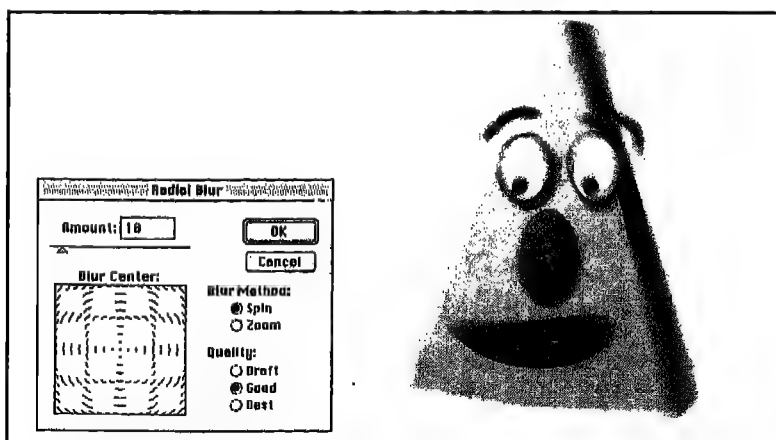 Radial Blur
Amount: 10
OK
Cancel
Blur Center:
Blur Method:
Spin
Zoom
Quality:
Draft
Good
Best